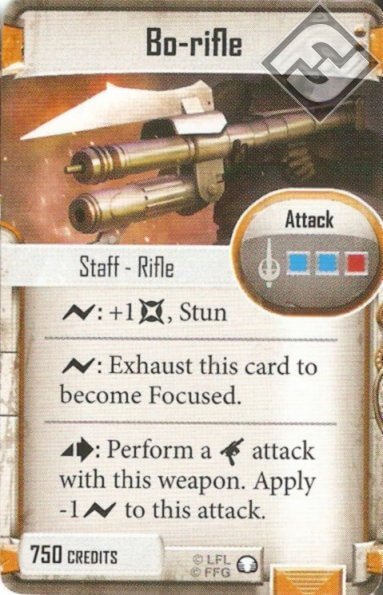 Bo-rifle
Attack
Staff - Rifle
: +1, Stun
: Exhaust this card to
become Focused.
: Perform a attack
with this weapon. Apply
-1 to this attack.
750 CREDITS
© LFL
© FFG